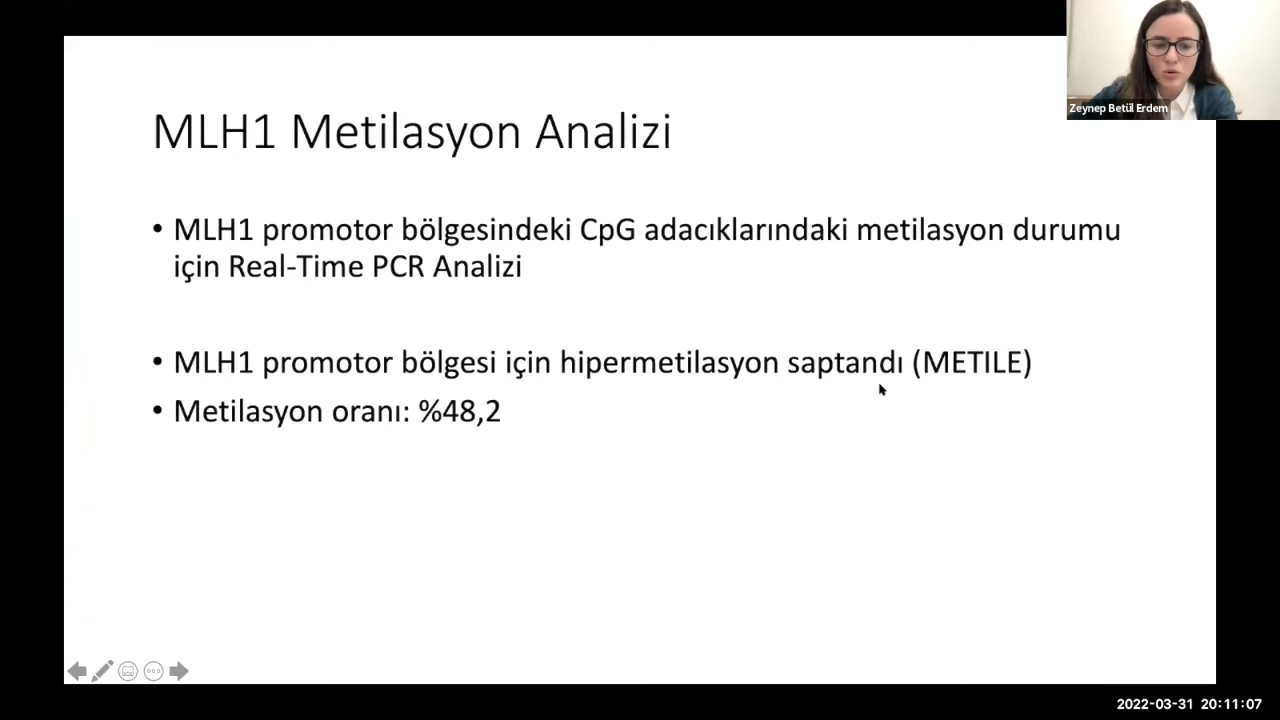 Zeynep Betül Erdem
MLH1 Metilasyon Analizi
• MLH1 promotor bölgesindeki CpG adacıklarındaki metilasyon durumu
için Real-Time PCR Analizi
• MLH1 promotor bölgesi için hipermetilasyon saptandı (METILE)
• Metilasyon oranı: %48,2
2022-03-31 20:11:07